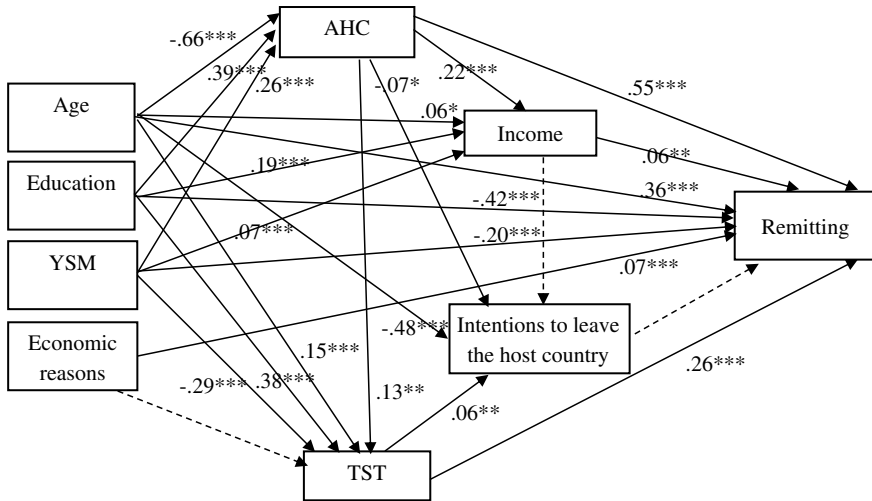 AHC
-.66***
.39***
.26***
-.07*
.22***
.55***
Age
.06*
Income
.19***
.06**
Education
.36***
-.42***
Remitting
.07***
-.20***
YSM
.07***
Intentions to leave
the host country
-.48***
Economic
reasons
.15***
-.29***
.38***
.13**
.06**
.26***
TST